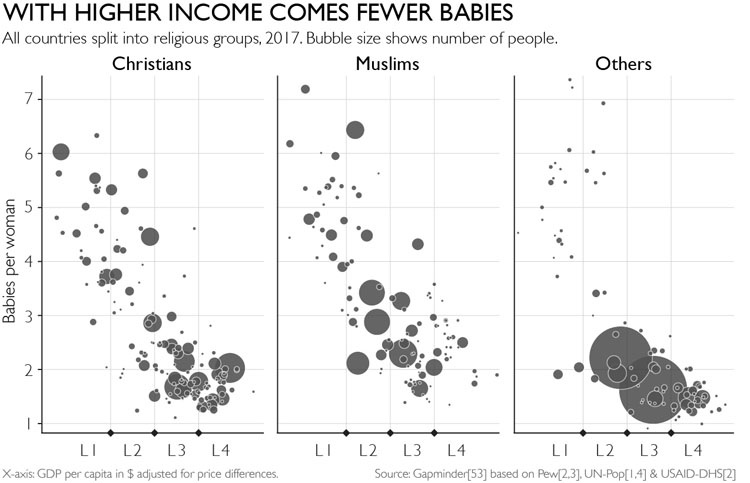 WITH HIGHER INCOME COMES FEWER BABIES
All countries split into religious groups, 2017. Bubble size shows number of people.
Christians Muslims Others
Babies per woman
7
6
5
4
3
2
1
L1 L2 L3 L4 L1 L2 L3 L4 L1 L2 L3 L4
X-axis: GDP per capita in $ adjusted for price differences. Source: Gapminder[53] based on Pew[2,3], UN-Pop[1,4] & USAID-DHS[2]